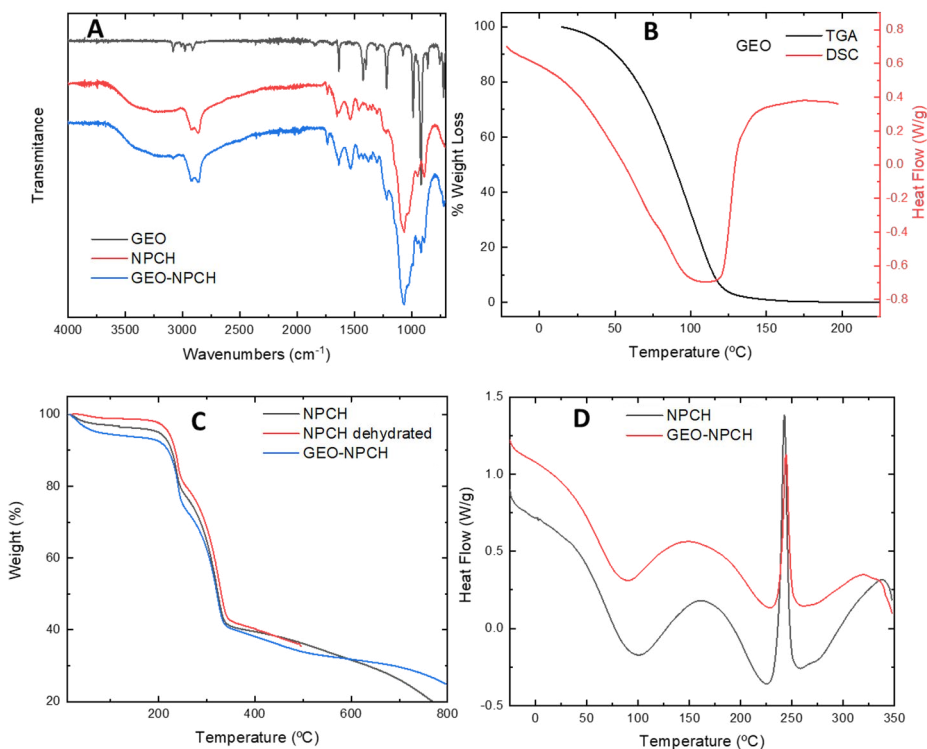 A
Transmitance
GEO
NPCH
GEO-NPCH
4000 3500 3000 2500 2000 1500 1000
Wavenumbers (cm⁻¹)
B
GEO
TGA
DSC
% Weight Loss
100
80
60
40
20
0
0 50 100 150 200
Temperature (ºC)
Heat Flow (W/g)
0.8
0.6
0.4
0.2
0.0
-0.2
-0.4
-0.6
-0.8
C
NPCH
NPCH dehydrated
GEO-NPCH
Weight (%)
100
80
60
40
20
200 400 600 800
Temperature (ºC)
D
NPCH
GEO-NPCH
Heat Flow (W/g)
1.5
1.0
0.5
0.0
-0.5
0 50 100 150 200 250 300 350
Temperature (ºC)